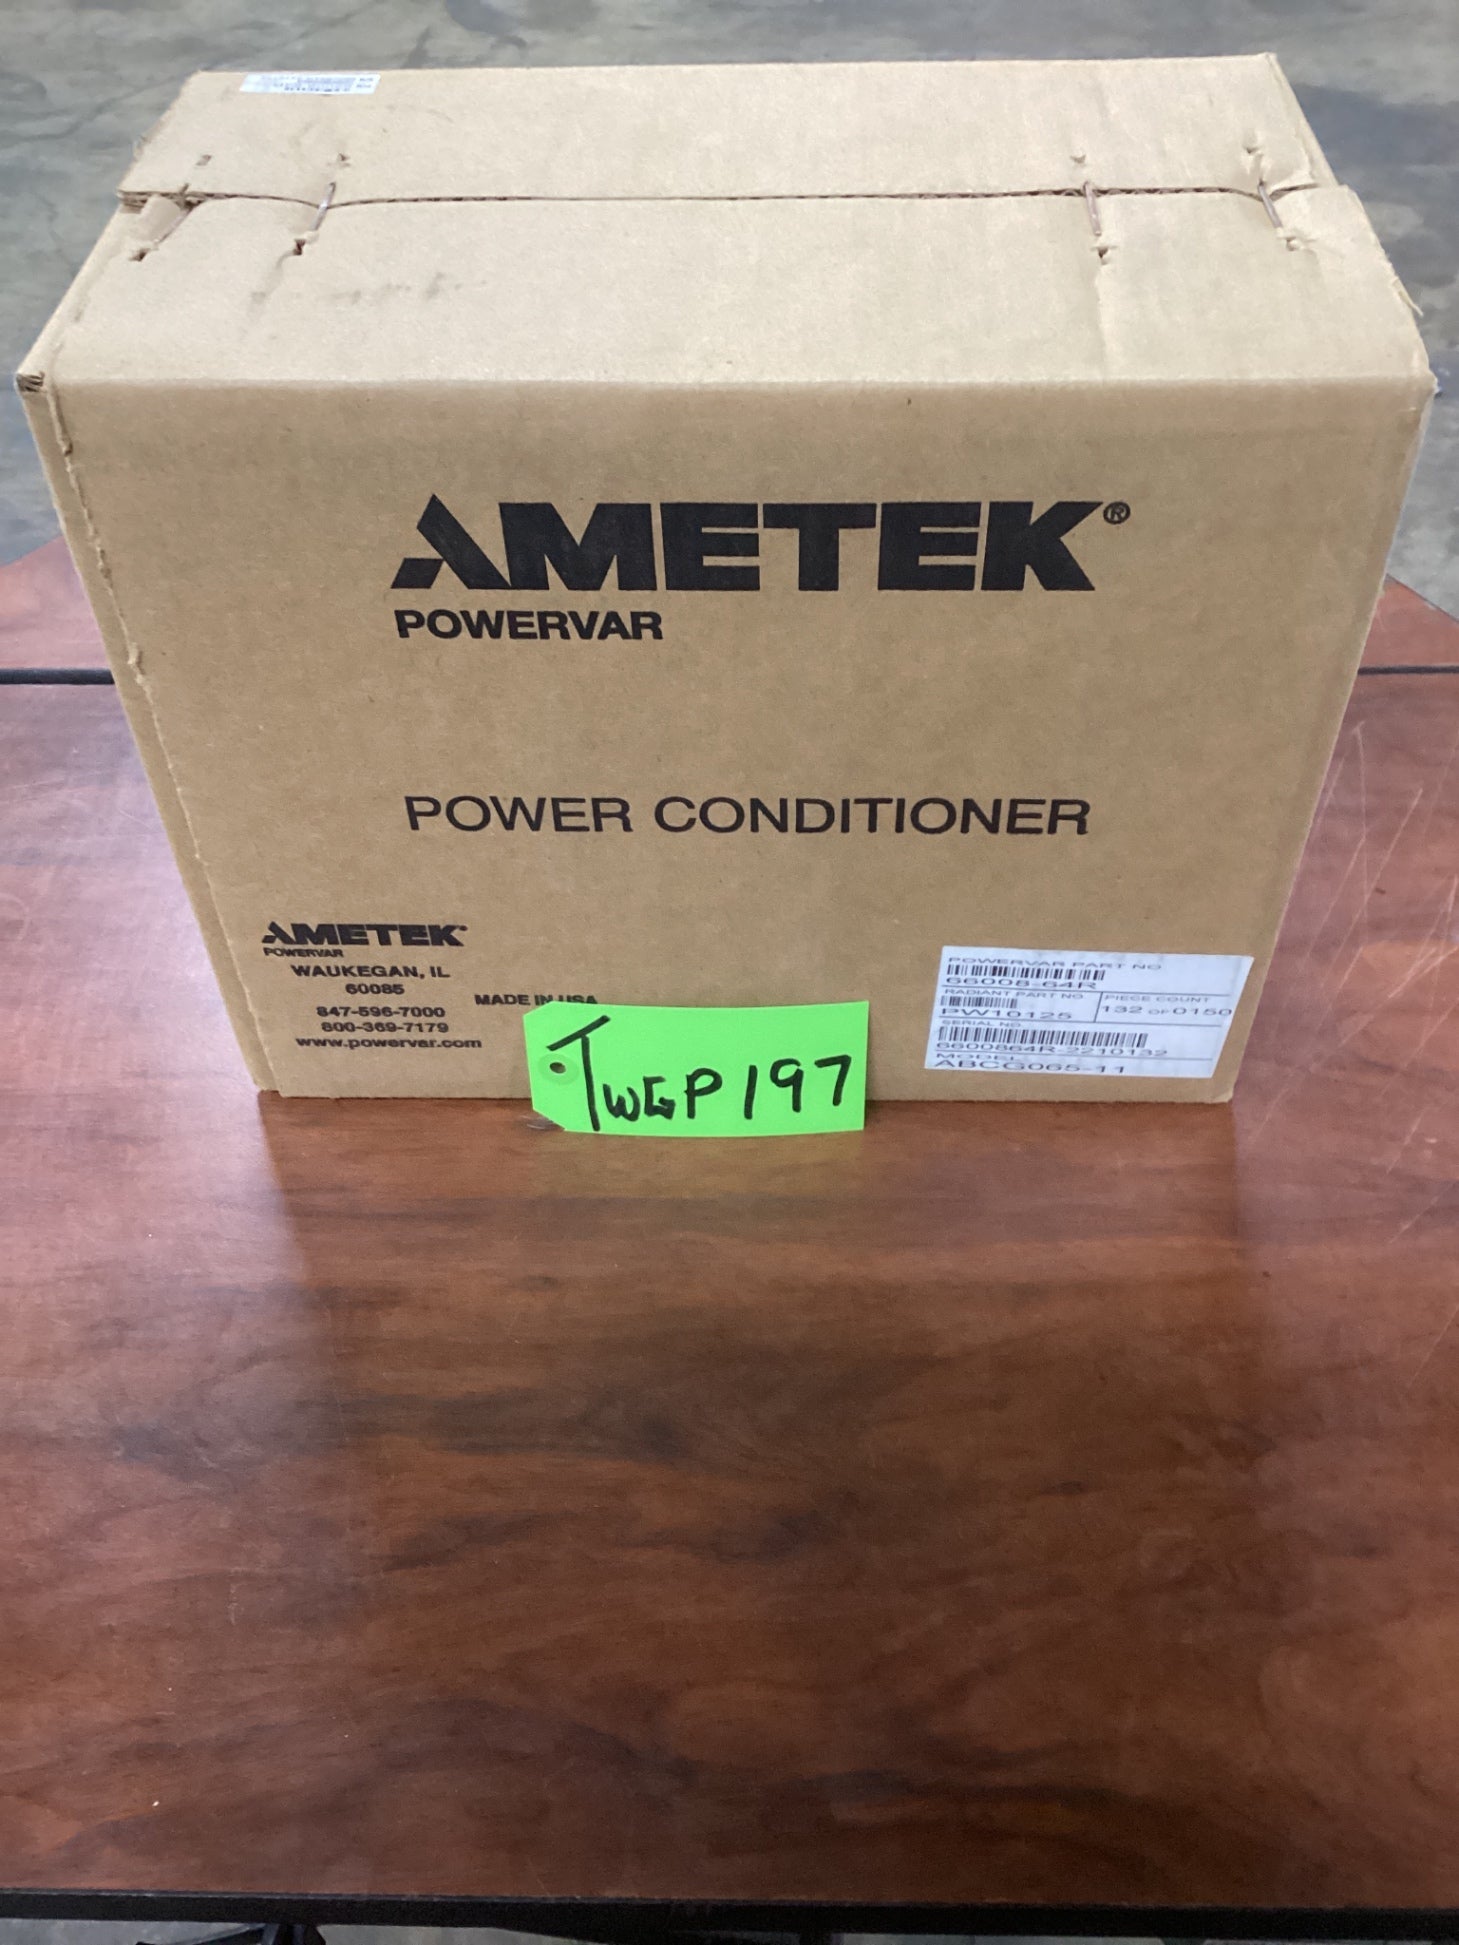 AMETEK®
POWERVAR
POWER CONDITIONER
AMETEK®
POWERVAR
WAUKEGAN, IL
60085
847-596-7000
800-369-7179
www.powervar.com
MADE IN USA
TWGP197
POWERVAR PART NO
66008-64R
RADIANT PART NO
PW10125
PIECE COUNT
132 OF 0150
SERIAL NO.
6600864R-2210132
MODEL
ABCG065-11